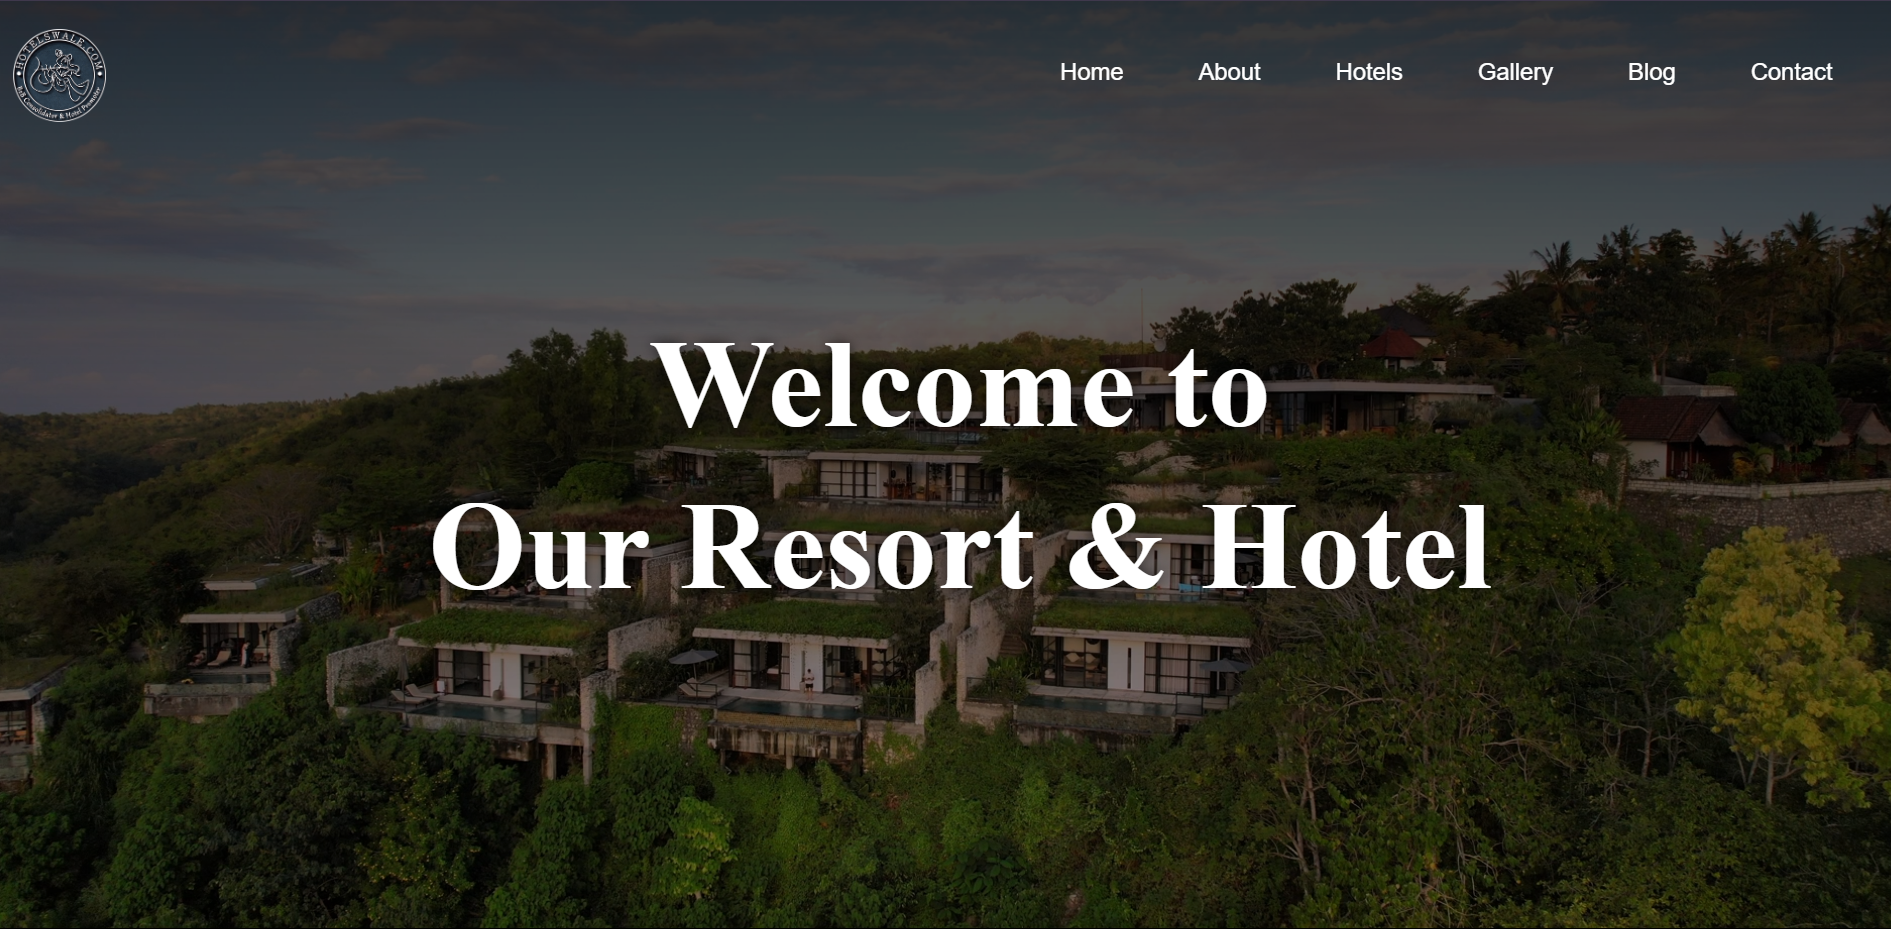 HOTELSWALE.COM
B2B Consolidator & Hotel Promoter
Home About Hotels Gallery Blog Contact
Welcome to
Our Resort & Hotel